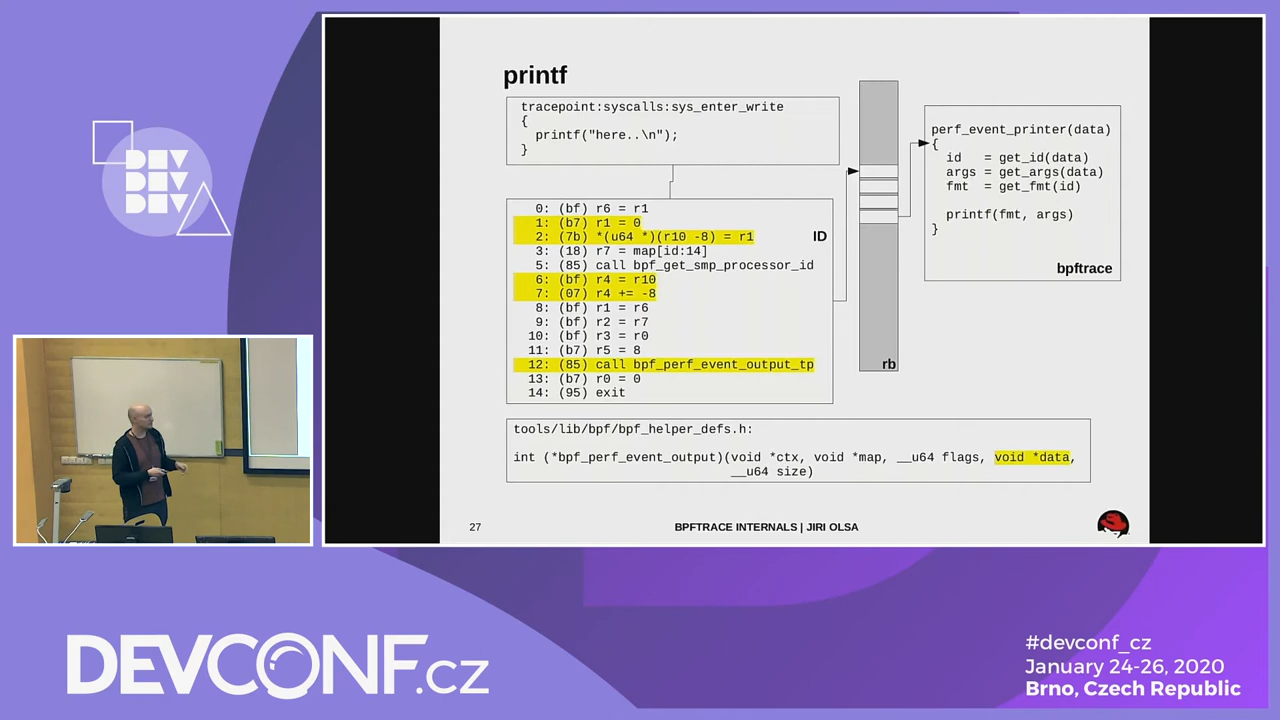 DEV
DEV
DEV
printf
tracepoint:syscalls:sys_enter_write
{
printf("here..\n");
}
0: (bf) r6 = r1
1: (b7) r1 = 0
2: (7b) *(u64 *)(r10 -8) = r1
ID
3: (18) r7 = map[id:14]
5: (85) call bpf_get_smp_processor_id
6: (bf) r4 = r10
7: (07) r4 += -8
8: (bf) r1 = r6
9: (bf) r2 = r7
10: (bf) r3 = r0
11: (b7) r5 = 8
12: (85) call bpf_perf_event_output_tp
13: (b7) r0 = 0
14: (95) exit
rb
perf_event_printer(data)
{
id = get_id(data)
args = get_args(data)
fmt = get_fmt(id)
printf(fmt, args)
}
bpftrace
tools/lib/bpf/bpf_helper_defs.h:
int (*bpf_perf_event_output)(void *ctx, void *map, __u64 flags, void *data,
__u64 size)
27
BPFTRACE INTERNALS | JIRI OLSA
DEVCONF.cz
#devconf_cz
January 24-26, 2020
Brno, Czech Republic